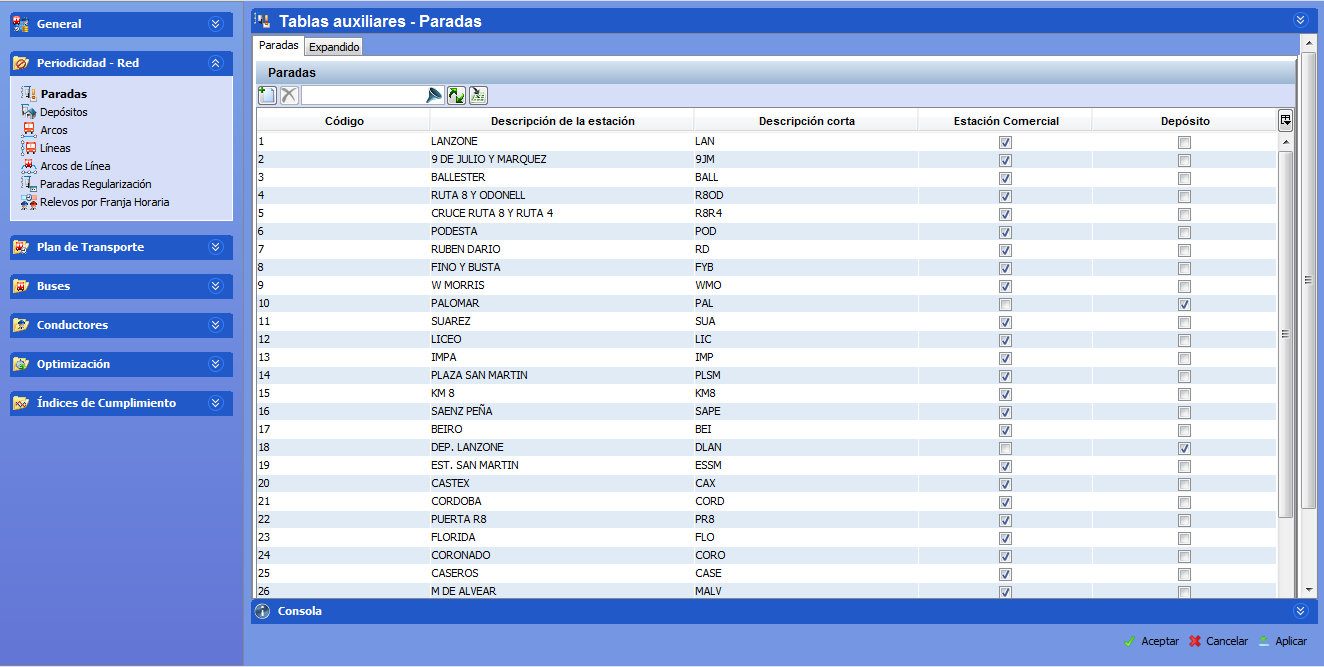 General
Periodicidad - Red
Paradas
Depósitos
Arcos
Líneas
Arcos de Línea
Paradas Regularización
Relevos por Franja Horaria
Plan de Transporte
Buses
Conductores
Optimización
Índices de Cumplimiento
Tablas auxiliares - Paradas
Paradas Expandido
Paradas
Código Descripción de la estación Descripción corta Estación Comercial Depósito
1 LANZONE LAN
2 9 DE JULIO Y MARQUEZ 9JM
3 BALLESTER BALL
4 RUTA 8 Y ODONELL R8OD
5 CRUCE RUTA 8 Y RUTA 4 R8R4
6 PODESTA POD
7 RUBEN DARIO RD
8 FINO Y BUSTA FYB
9 W MORRIS WMO
10 PALOMAR PAL
11 SUAREZ SUA
12 LICEO LIC
13 IMPA IMP
14 PLAZA SAN MARTIN PLSM
15 KM 8 KM8
16 SAENZ PEÑA SAPE
17 BEIRO BEI
18 DEP. LANZONE DLAN
19 EST. SAN MARTIN ESSM
20 CASTEX CAX
21 CORDOBA CORD
22 PUERTA R8 PR8
23 FLORIDA FLO
24 CORONADO CORO
25 CASEROS CASE
26 M DE ALVEAR MALV
Consola
Aceptar Cancelar Aplicar